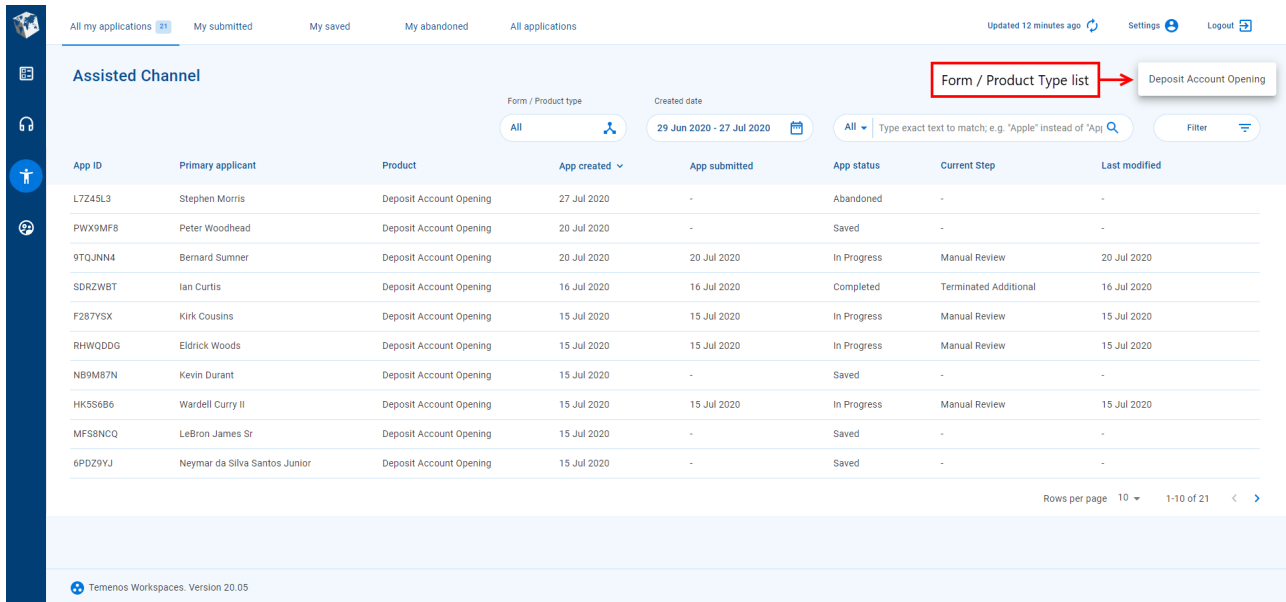 All my applications 21 My submitted My saved My abandoned All applications Updated 12 minutes ago Settings Logout
Assisted Channel Form / Product Type list Deposit Account Opening
Form / Product type Created date
All 29 Jun 2020 - 27 Jul 2020 All Type exact text to match; e.g. "Apple" instead of "Ap Filter
App ID Primary applicant Product App created App submitted App status Current Step Last modified
L7Z45L3 Stephen Morris Deposit Account Opening 27 Jul 2020 - Abandoned - -
PWX9MF8 Peter Woodhead Deposit Account Opening 20 Jul 2020 - Saved - -
9TQJNN4 Bernard Sumner Deposit Account Opening 20 Jul 2020 20 Jul 2020 In Progress Manual Review 20 Jul 2020
SDRZWBT Ian Curtis Deposit Account Opening 16 Jul 2020 16 Jul 2020 Completed Terminated Additional 16 Jul 2020
F287YSX Kirk Cousins Deposit Account Opening 15 Jul 2020 15 Jul 2020 In Progress Manual Review 15 Jul 2020
RHWQDDG Eldrick Woods Deposit Account Opening 15 Jul 2020 15 Jul 2020 In Progress Manual Review 15 Jul 2020
NB9M87N Kevin Durant Deposit Account Opening 15 Jul 2020 - Saved - -
HK5S6B6 Wardell Curry II Deposit Account Opening 15 Jul 2020 15 Jul 2020 In Progress Manual Review 15 Jul 2020
MFS8NCQ LeBron James Sr Deposit Account Opening 15 Jul 2020 - Saved - -
6PDZ9YJ Neymar da Silva Santos Junior Deposit Account Opening 15 Jul 2020 - Saved - -
Rows per page 10 1-10 of 21
Temenos Workspaces. Version 20.05